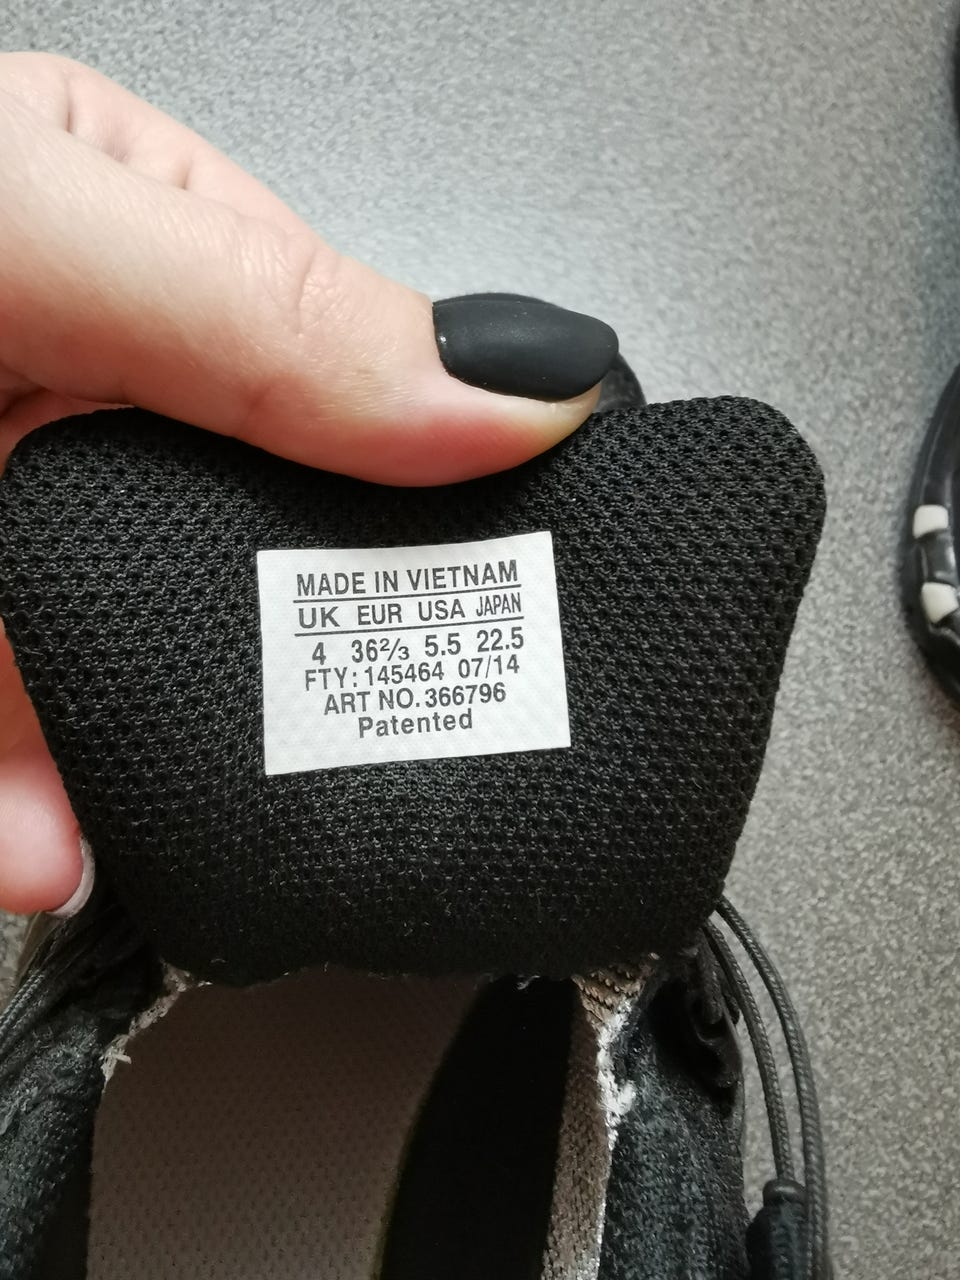 MADE IN VIETNAM
UK EUR USA JAPAN
4 36⅔ 5.5 22.5
FTY: 145464 07/14
ART NO. 366796
Patented